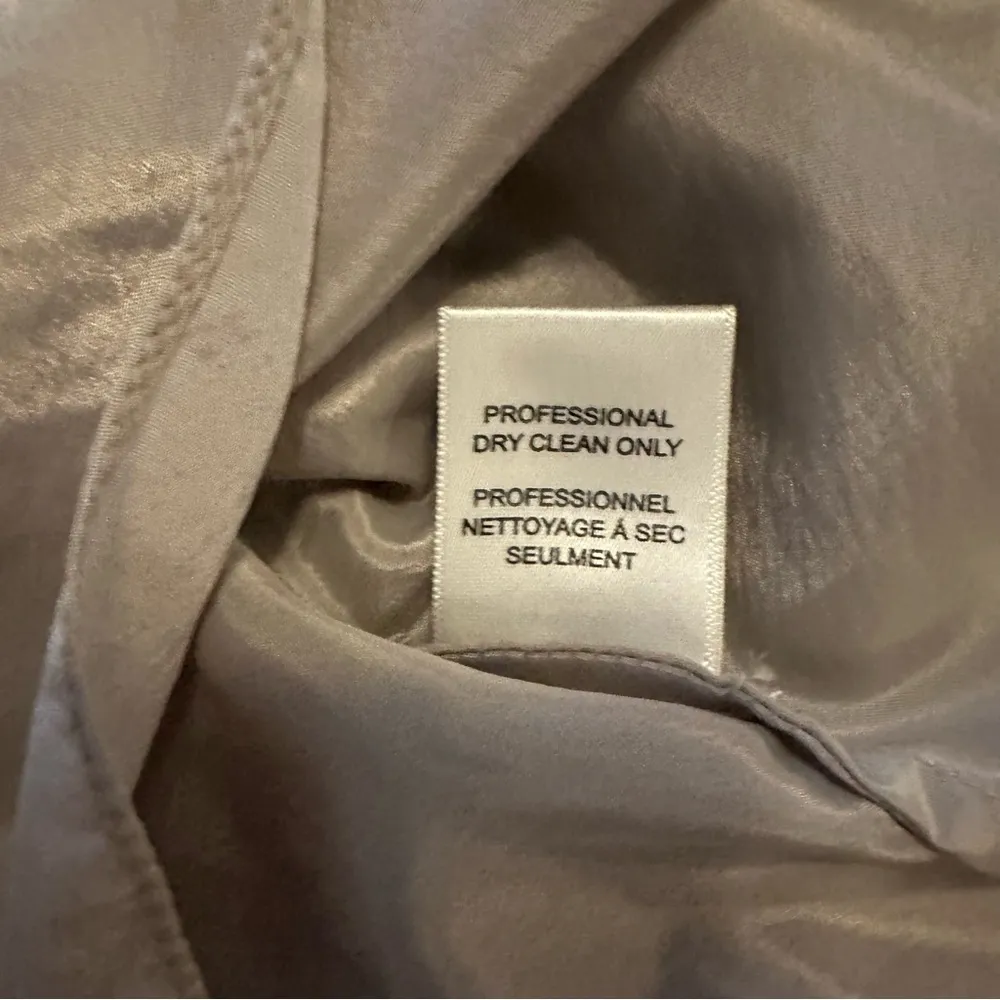 PROFESSIONAL
DRY CLEAN ONLY
PROFESSIONNEL
NETTOYAGE Á SEC
SEULMENT